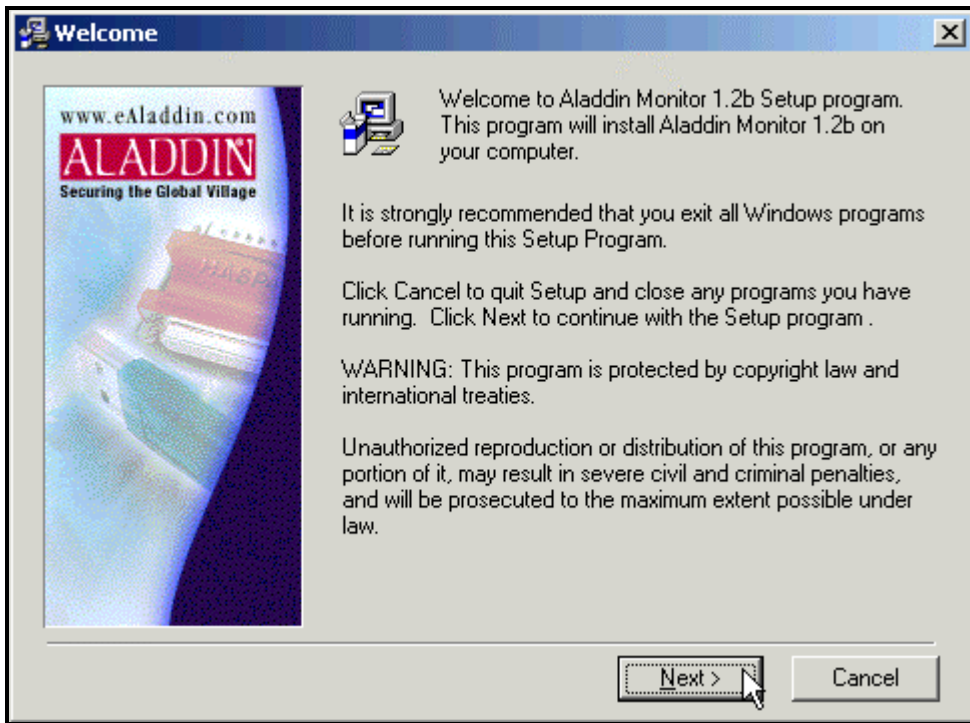 Welcome
www.eAladdin.com
ALADDIN
Securing the Global Village
HASP
Welcome to Aladdin Monitor 1.2b Setup program.
This program will install Aladdin Monitor 1.2b on
your computer.
It is strongly recommended that you exit all Windows programs
before running this Setup Program.
Click Cancel to quit Setup and close any programs you have
running.  Click Next to continue with the Setup program .
WARNING: This program is protected by copyright law and
international treaties.
Unauthorized reproduction or distribution of this program, or any
portion of it, may result in severe civil and criminal penalties,
and will be prosecuted to the maximum extent possible under
law.
Next >
Cancel